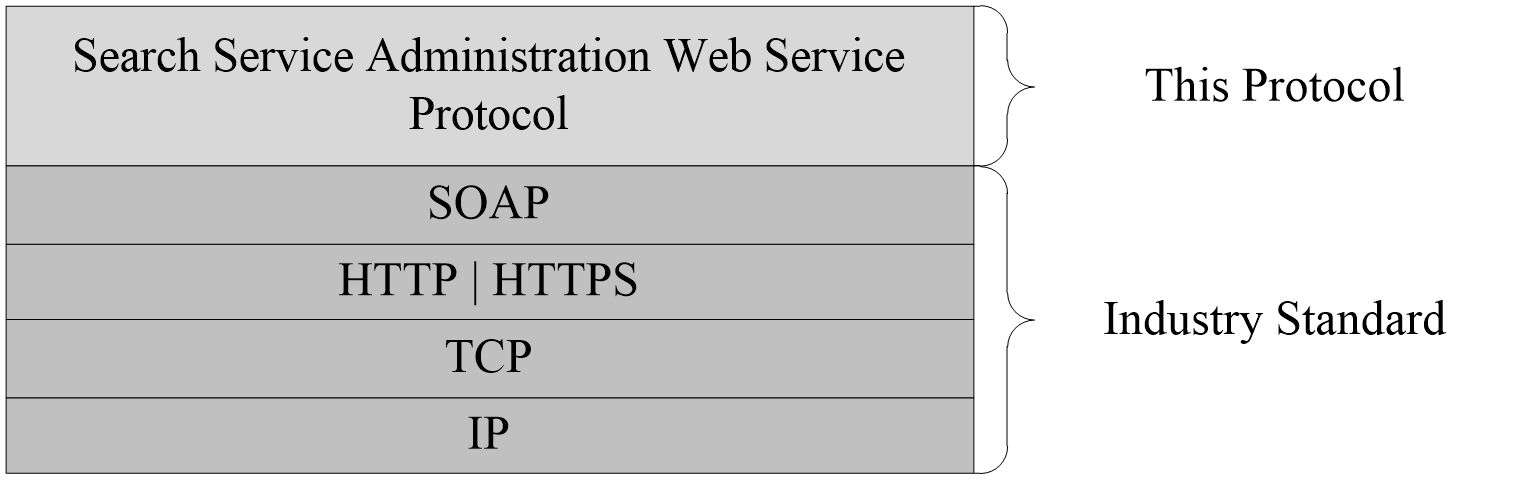 Search Service Administration Web Service
Protocol
This Protocol
SOAP
HTTP | HTTPS
TCP
IP
Industry Standard